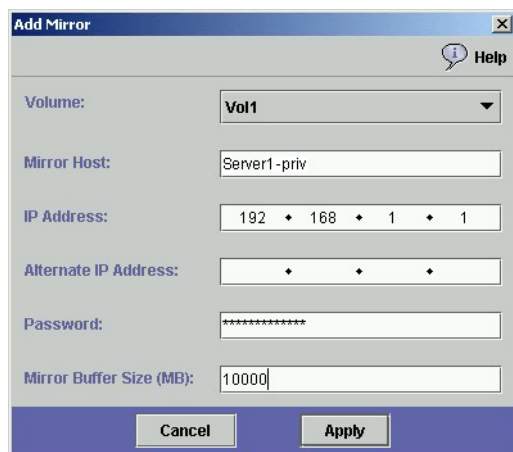 Add Mirror
Help
Volume: Vol1
Mirror Host: Server1-priv
IP Address: 192 168 1 1
Alternate IP Address:
Password: *************
Mirror Buffer Size (MB): 10000
Cancel Apply